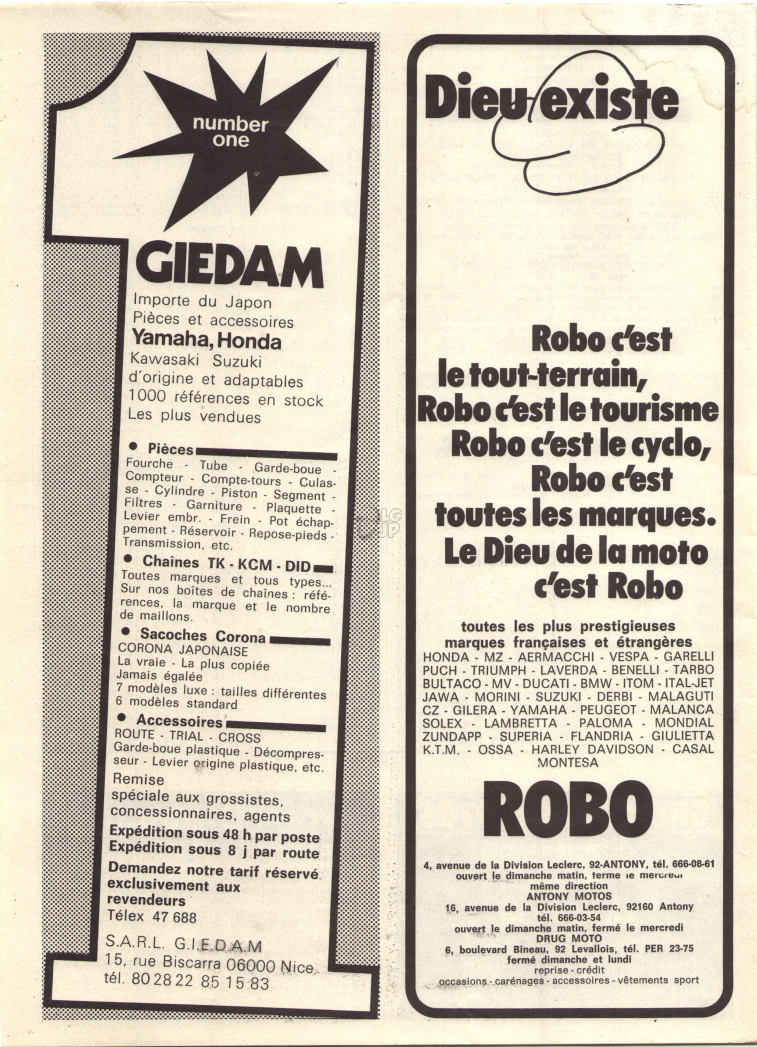 number
one
GIEDAM
Importe du Japon
Pièces et accessoires
Yamaha, Honda
Kawasaki Suzuki
d'origine et adaptables
1000 références en stock
Les plus vendues
• Pièces
Fourche - Tube - Garde-boue -
Compteur - Compte-tours - Culas-
se - Cylindre - Piston - Segment -
Filtres - Garniture - Plaquette -
Levier embr. - Frein - Pot échap-
pement - Réservoir - Repose-pieds -
Transmission, etc.
• Chaines TK - KCM - DID
Toutes marques et tous types...
Sur nos boîtes de chaînes : réfé-
rences, la marque et le nombre
de maillons.
• Sacoches Corona
CORONA JAPONAISE
La vraie - La plus copiée
Jamais égalée
7 modèles luxe : tailles différentes
6 modèles standard
• Accessoires
ROUTE - TRIAL - CROSS
Garde-boue plastique - Décompres-
seur - Levier origine plastique, etc.
Remise
spéciale aux grossistes,
concessionnaires, agents
Expédition sous 48 h par poste
Expédition sous 8 j par route
Demandez notre tarif réservé
exclusivement aux
revendeurs
Télex 47 688
S.A.R.L. G.I.E.D.A.M
15, rue Biscarra 06000 Nice.
tél. 80 28 22 85 15 83
Dieu existe
Robo c'est
le tout-terrain,
Robo c'est le tourisme
Robo c'est le cyclo,
Robo c'est
toutes les marques.
Le Dieu de la moto
c'est Robo
toutes les plus prestigieuses
marques françaises et étrangères
HONDA - MZ - AERMACCHI - VESPA - GARELLI
PUCH - TRIUMPH - LAVERDA - BENELLI - TARBO
BULTACO - MV - DUCATI - BMW - ITOM - ITAL-JET
JAWA - MORINI - SUZUKI - DERBI - MALAGUTI
CZ - GILERA - YAMAHA - PEUGEOT - MALANCA
SOLEX - LAMBRETTA - PALOMA - MONDIAL
ZUNDAPP - SUPERIA - FLANDRIA - GIULIETTA
K.T.M. - OSSA - HARLEY DAVIDSON - CASAL
MONTESA
ROBO
4, avenue de la Division Leclerc, 92-ANTONY, tél. 666-08-61
ouvert le dimanche matin, fermé le mercredi
même direction
ANTONY MOTOS
16, avenue de la Division Leclerc, 92160 Antony
tél. 666-03-54
ouvert le dimanche matin, fermé le mercredi
DRUG MOTO
6, boulevard Bineau, 92 Levallois, tél. PER 23-75
fermé dimanche et lundi
reprise - crédit
occasions - carénages - accessoires - vêtements sport